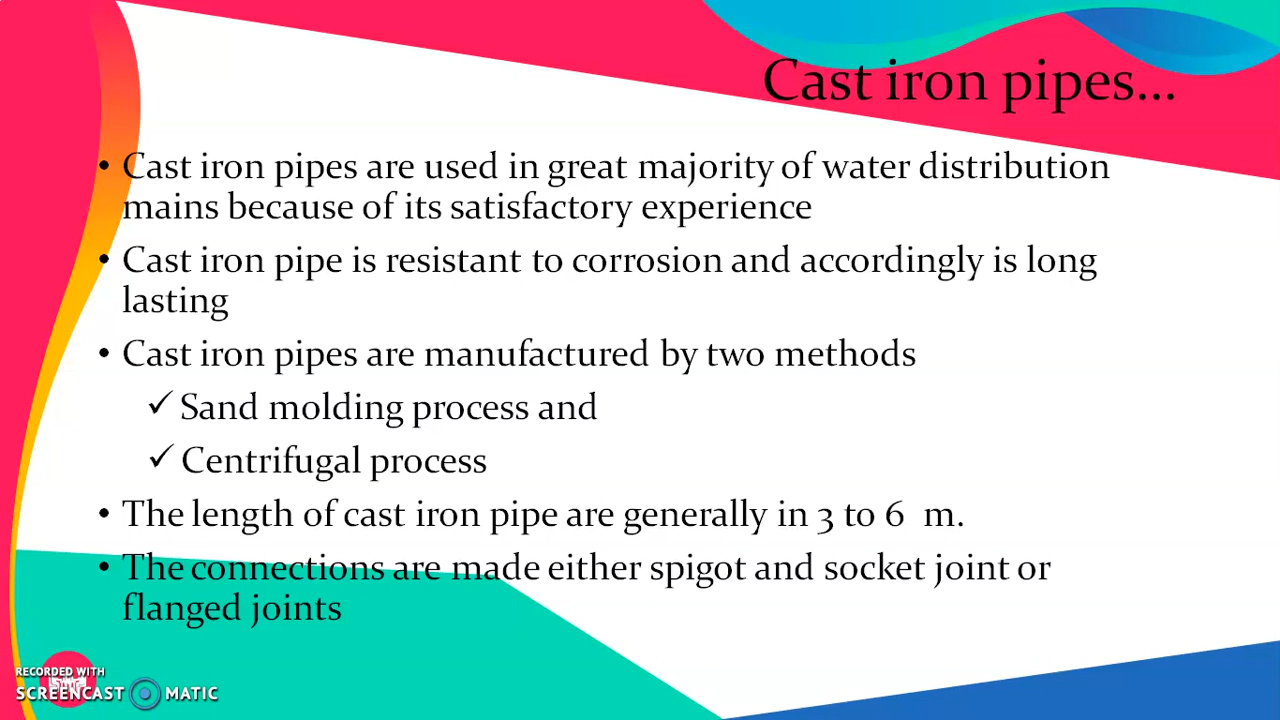 Cast iron pipes...
• Cast iron pipes are used in great majority of water distribution
mains because of its satisfactory experience
• Cast iron pipe is resistant to corrosion and accordingly is long
lasting
• Cast iron pipes are manufactured by two methods
✓ Sand molding process and
✓ Centrifugal process
• The length of cast iron pipe are generally in 3 to 6 m.
• The connections are made either spigot and socket joint or
flanged joints
RECORDED WITH
SCREENCAST MATIC